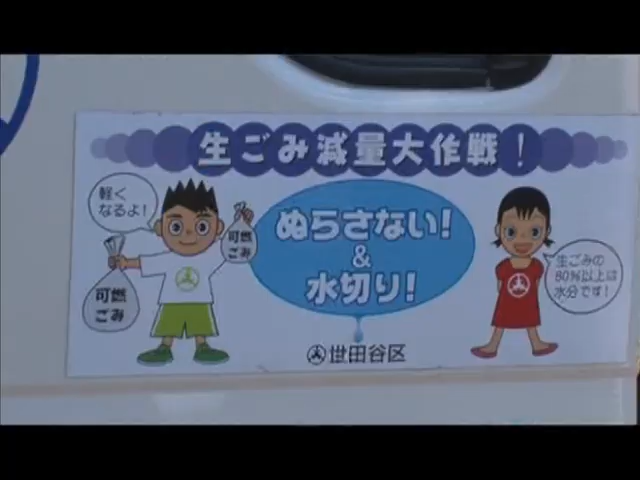 生ごみ減量大作戦!
軽く
なるよ!
可燃
ごみ
可燃
ごみ
ぬらさない!
&
水切り!
生ごみの
80%以上は
水分です!
世田谷区